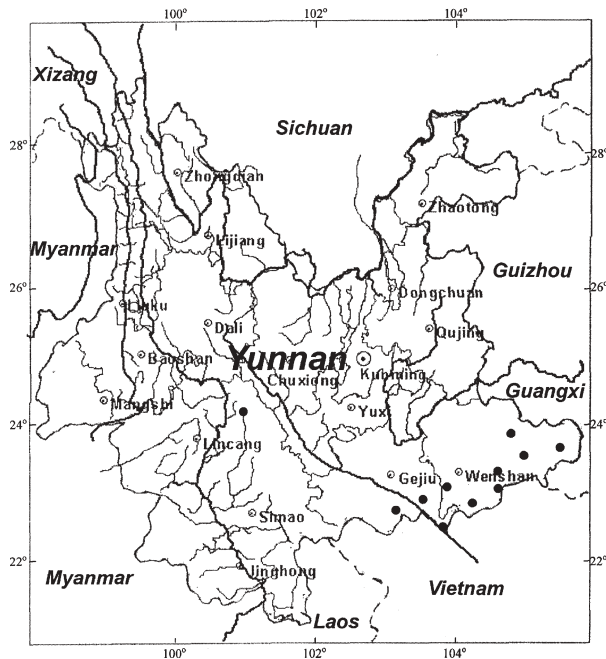 100° 102° 104°
Xizang
Sichuan
28° 28°
Zhongdian
Zhaotong
Lijiang
Myanmar
Guizhou
26° 26°
Liuku
Dongchuan
Dali
Qujing
Baoshan
Yunnan
Kunming
Chuxiong
Guangxi
Mangshi
Yuxi
24° 24°
Lincang
Gejiu
Wenshan
Simao
22° 22°
Jinghong
Myanmar
Vietnam
Laos
100° 102° 104°